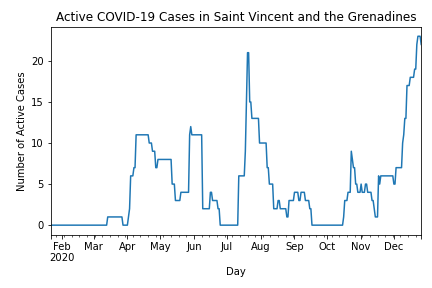 Active COVID-19 Cases in Saint Vincent and the Grenadines
Number of Active Cases
20
15
10
5
0
Feb Mar Apr May Jun Jul Aug Sep Oct Nov Dec
2020
Day